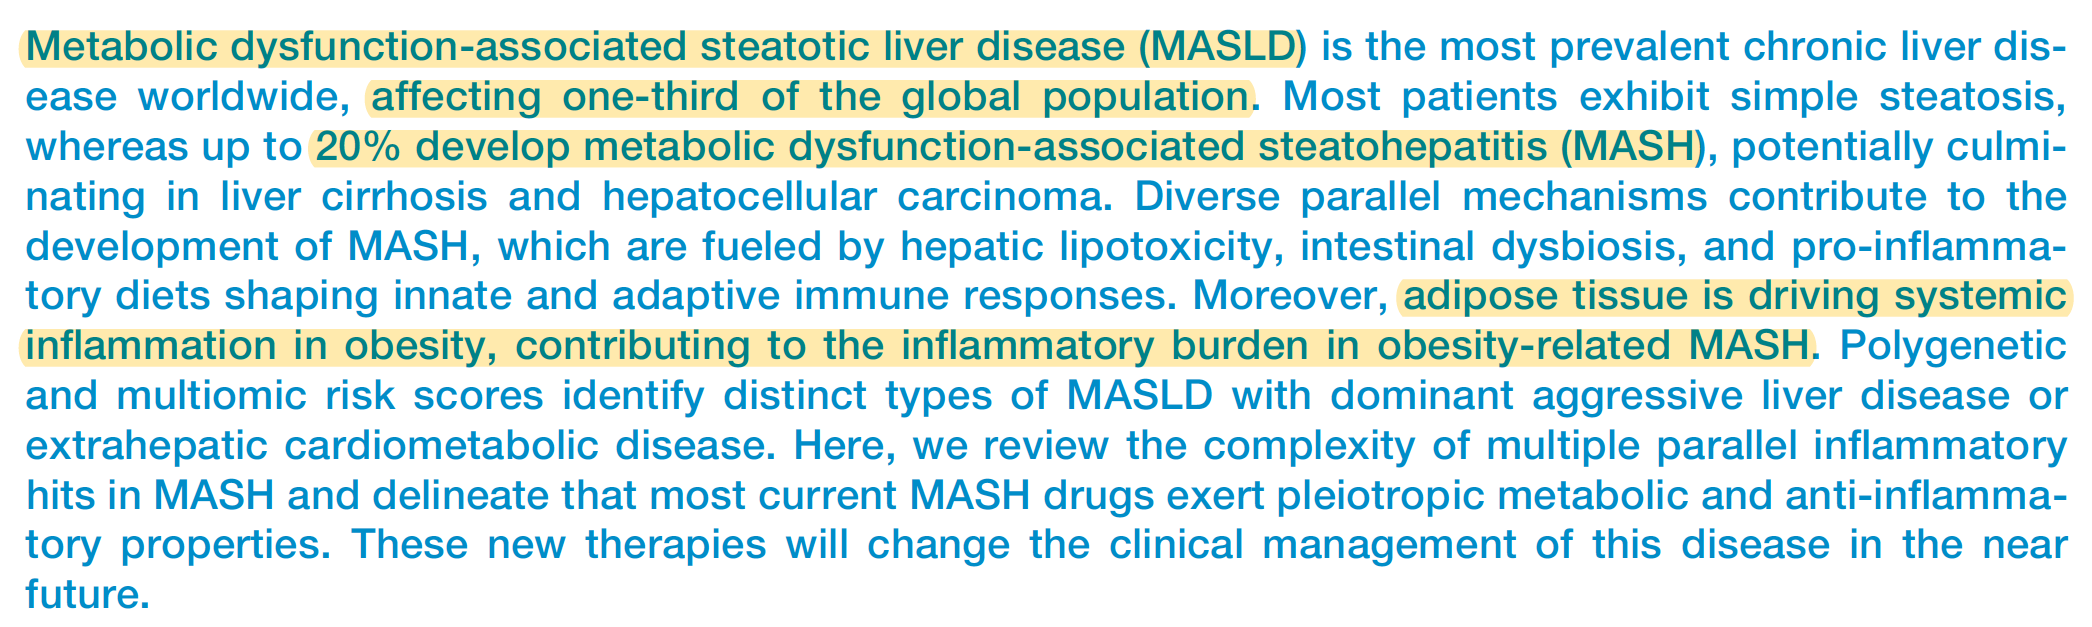 Metabolic dysfunction-associated steatotic liver disease (MASLD) is the most prevalent chronic liver dis-
ease worldwide, affecting one-third of the global population. Most patients exhibit simple steatosis,
whereas up to 20% develop metabolic dysfunction-associated steatohepatitis (MASH), potentially culmi-
nating in liver cirrhosis and hepatocellular carcinoma. Diverse parallel mechanisms contribute to the
development of MASH, which are fueled by hepatic lipotoxicity, intestinal dysbiosis, and pro-inflamma-
tory diets shaping innate and adaptive immune responses. Moreover, adipose tissue is driving systemic
inflammation in obesity, contributing to the inflammatory burden in obesity-related MASH. Polygenetic
and multiomic risk scores identify distinct types of MASLD with dominant aggressive liver disease or
extrahepatic cardiometabolic disease. Here, we review the complexity of multiple parallel inflammatory
hits in MASH and delineate that most current MASH drugs exert pleiotropic metabolic and anti-inflamma-
tory properties. These new therapies will change the clinical management of this disease in the near
future.